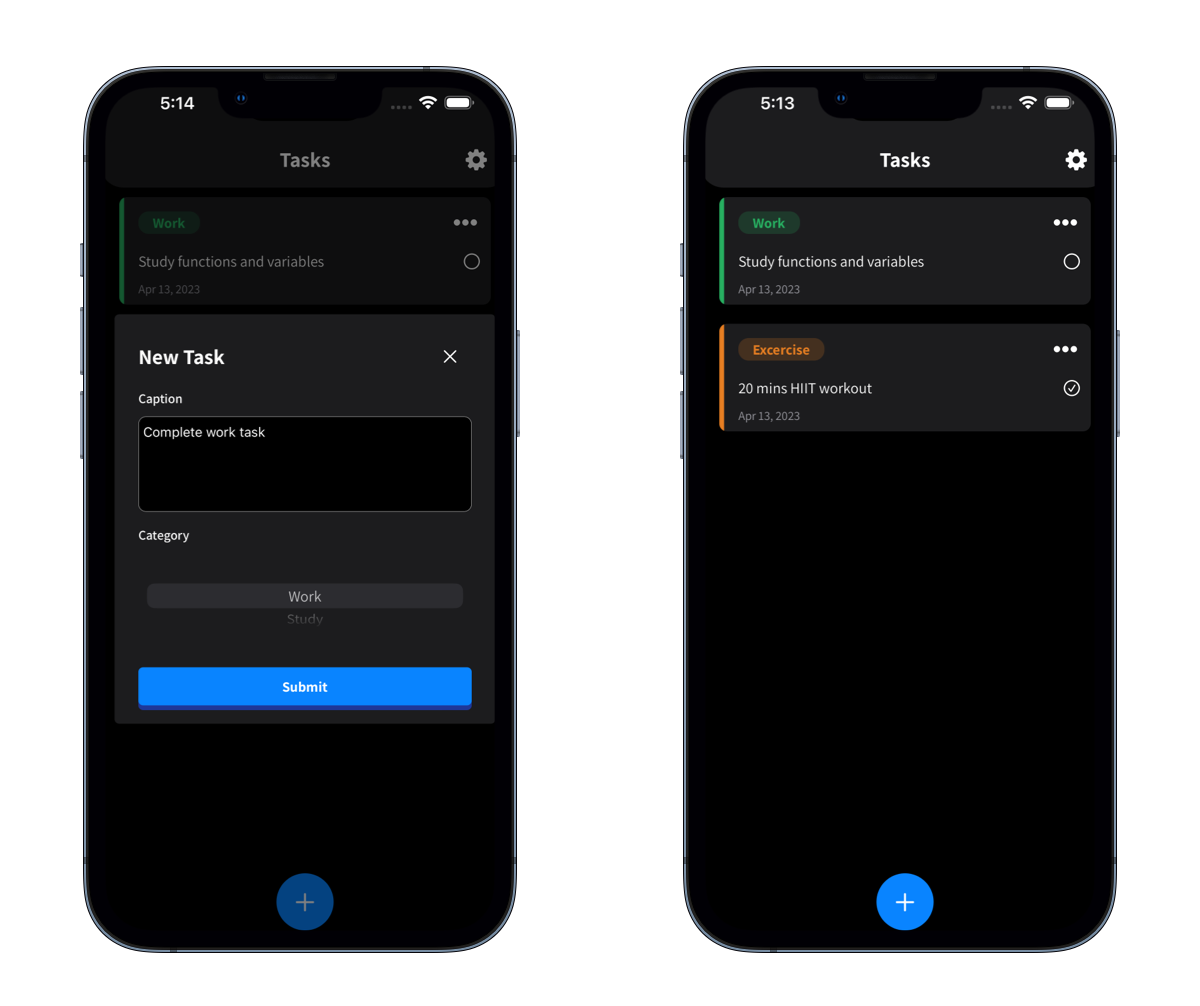 5:14
Tasks
Work
Study functions and variables
Apr 13, 2023
New Task
Caption
Complete work task
Category
Work
Study
Submit
5:13
Tasks
Work
Study functions and variables
Apr 13, 2023
Excercise
20 mins HIIT workout
Apr 13, 2023